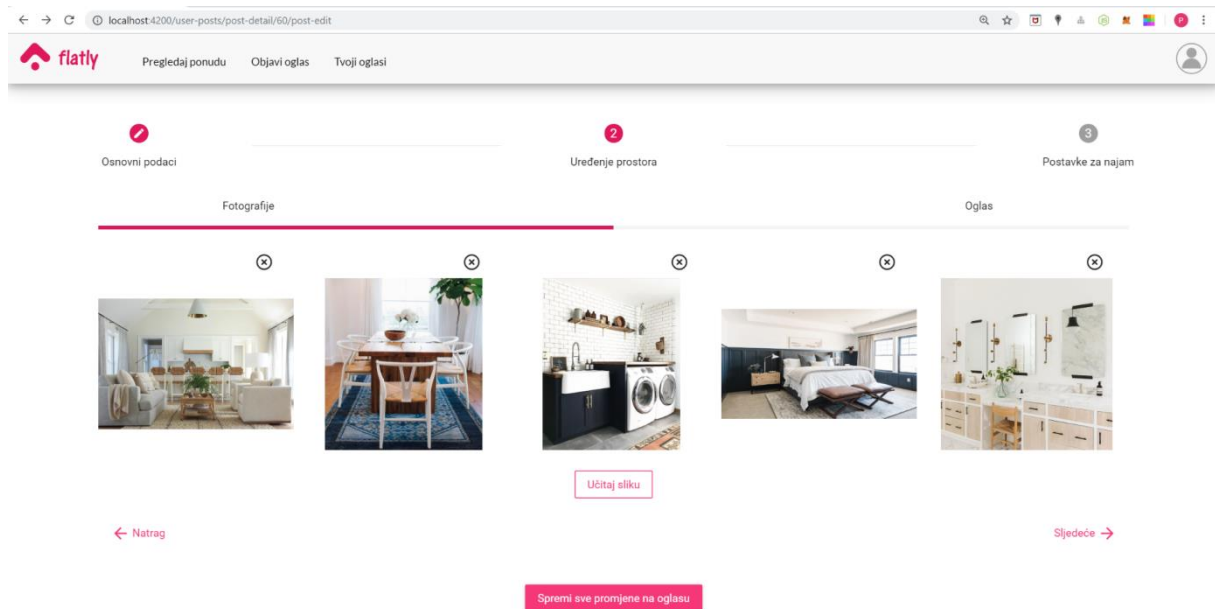 localhost:4200/user-posts/post-detail/60/post-edit
P
flatly
Pregledaj ponudu Objavi oglas Tvoji oglasi
2 3
Osnovni podaci Uređenje prostora Postavke za najam
Fotografije Oglas
Učitaj sliku
Natrag Sljedeće
Spremi sve promjene na oglasu